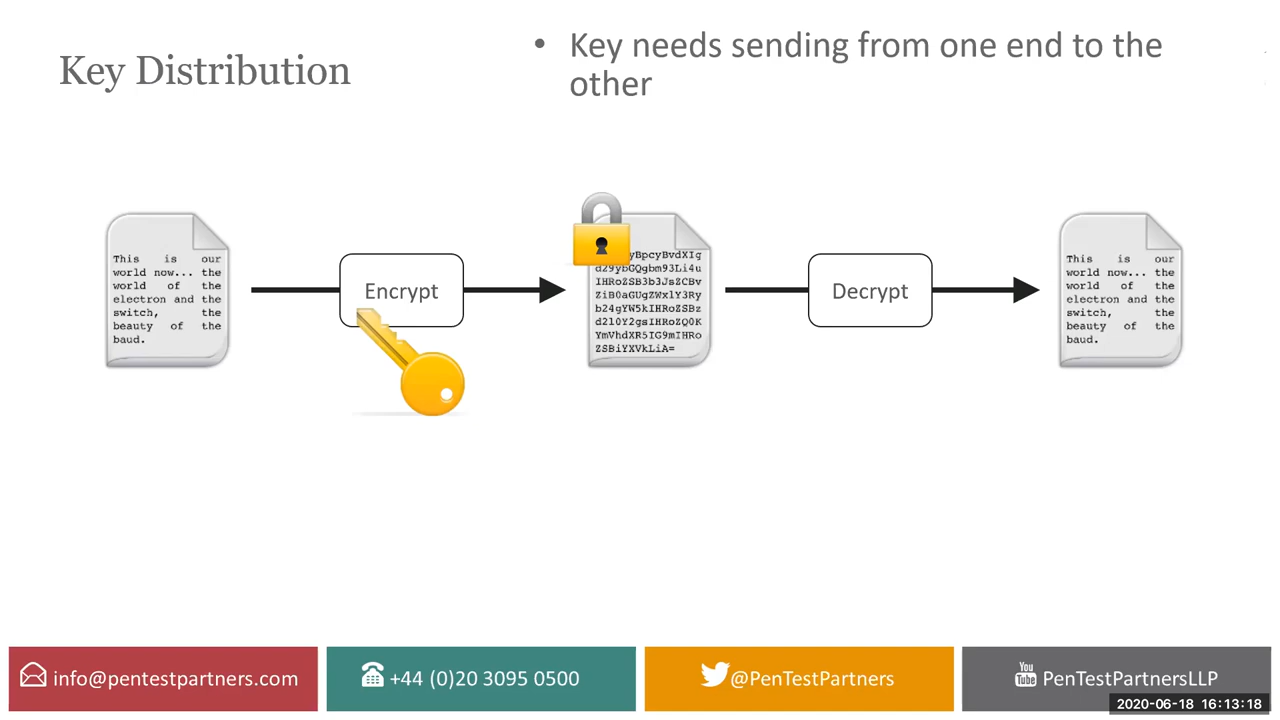 Key Distribution
• Key needs sending from one end to the
other
This is our
world now... the
world of the
electron and the
switch, the
beauty of the
baud.
Encrypt
yBpcyBvdXIg
d29ybGQgbm93Li4u
IHRoZSB3b3JsZCBv
ZiB0aGUgZWxlY3Ry
b24gYW5kIHRoZSBz
d2l0Y2gsIHRoZQ0K
YmVhdXR5IG9mIHRo
ZSBiYXVkLiA=
Decrypt
This is our
world now... the
world of the
electron and the
switch, the
beauty of the
baud.
info@pentestpartners.com
+44 (0)20 3095 0500
@PenTestPartners
You
Tube
PenTestPartnersLLP
2020-06-18 16:13:18